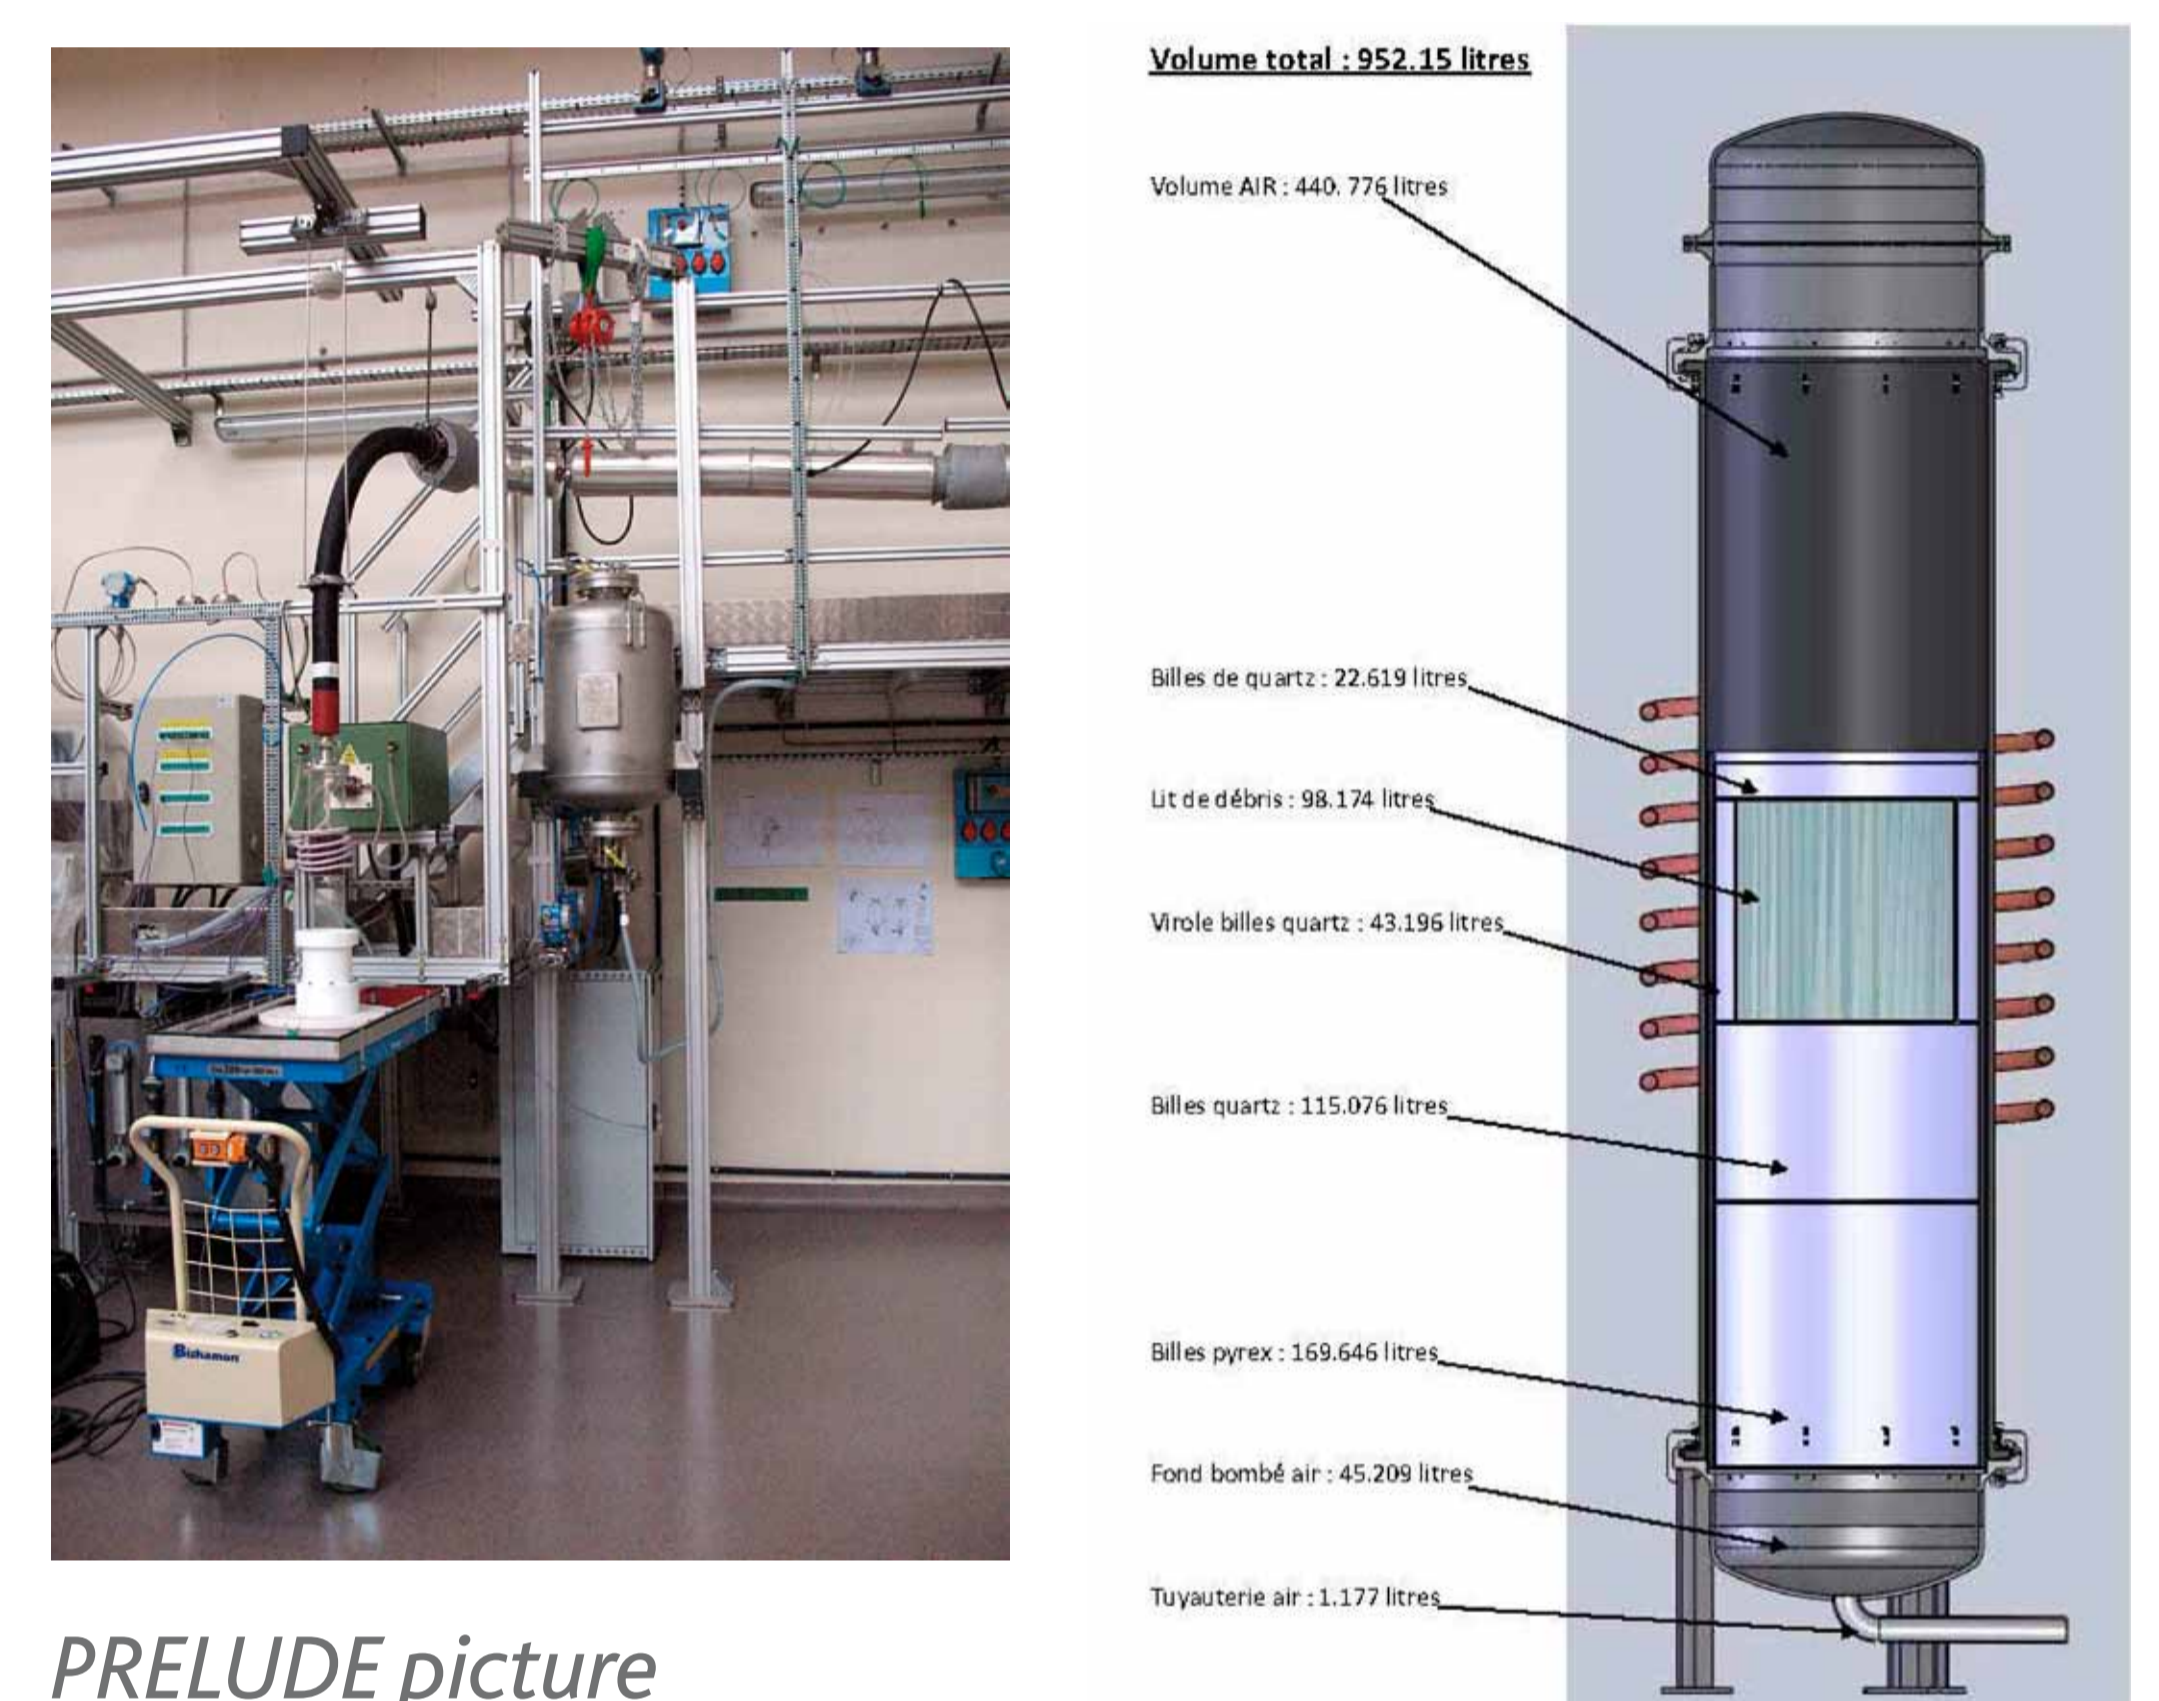 Volume total : 952.15 litres
Volume AIR : 440. 776 litres
Billes de quartz : 22.619 litres
Lit de débris : 98.174 litres
Virole billes quartz : 43.196 litres
Billes quartz : 115.076 litres
Billes pyrex : 169.646 litres
Fond bombé air : 45.209 litres
Tuyauterie air : 1.177 litres
Bishamon
PRELUDE picture